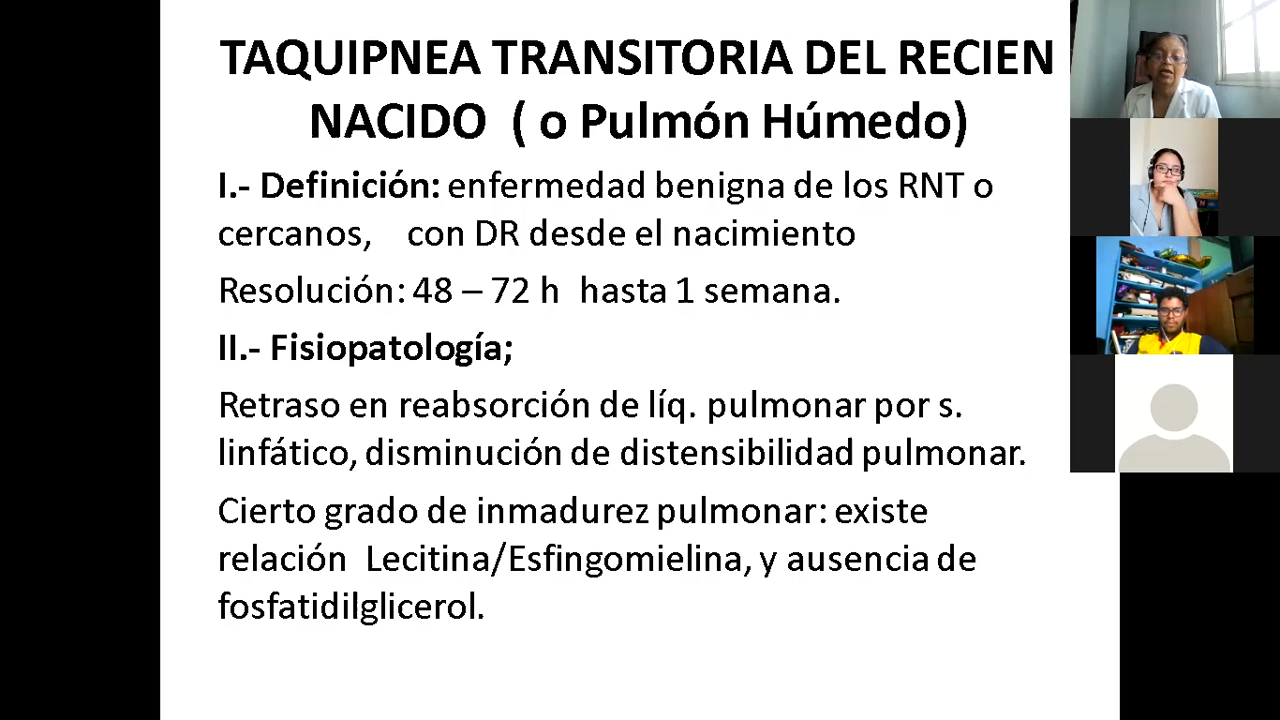 TAQUIPNEA TRANSITORIA DEL RECIEN
NACIDO ( o Pulmón Húmedo)
I.- Definición: enfermedad benigna de los RNT o
cercanos, con DR desde el nacimiento
Resolución: 48 – 72 h hasta 1 semana.
II.- Fisiopatología;
Retraso en reabsorción de líq. pulmonar por s.
linfático, disminución de distensibilidad pulmonar.
Cierto grado de inmadurez pulmonar: existe
relación Lecitina/Esfingomielina, y ausencia de
fosfatidilglicerol.